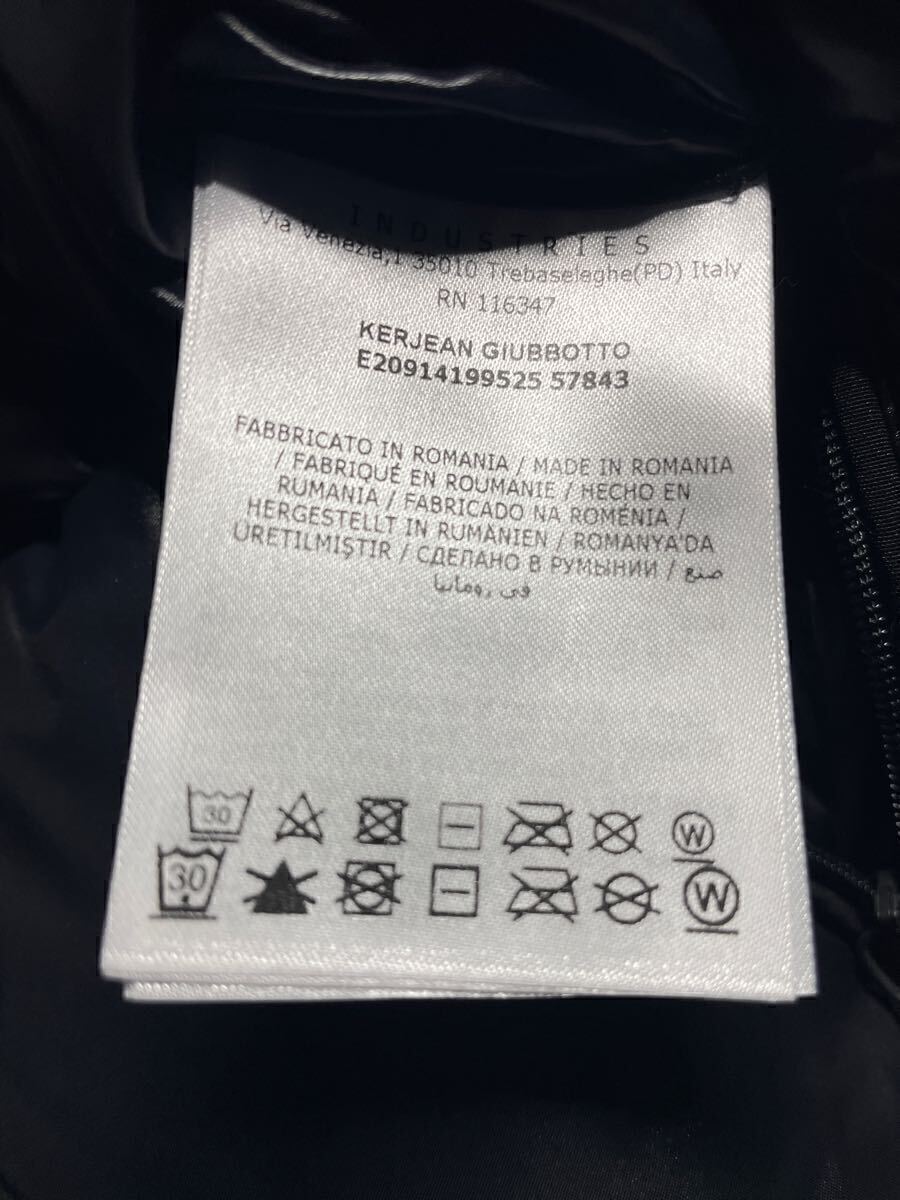 INDUSTRIES
Via Venezia,1 35010 Trebaseleghe(PD) Italy
RN 116347
KERJEAN GIUBBOTTO
E20914199525 57843
FABBRICATO IN ROMANIA / MADE IN ROMANIA
/ FABRIQUÉ EN ROUMANIE / HECHO EN
RUMANIA / FABRICADO NA ROMÉNIA /
HERGESTELLT IN RUMÄNIEN / ROMANYA'DA
ÜRETILMIŞTIR / СДЕЛАНО В РУМЫНИИ / صنع
في رومانيا
30 W
30 W